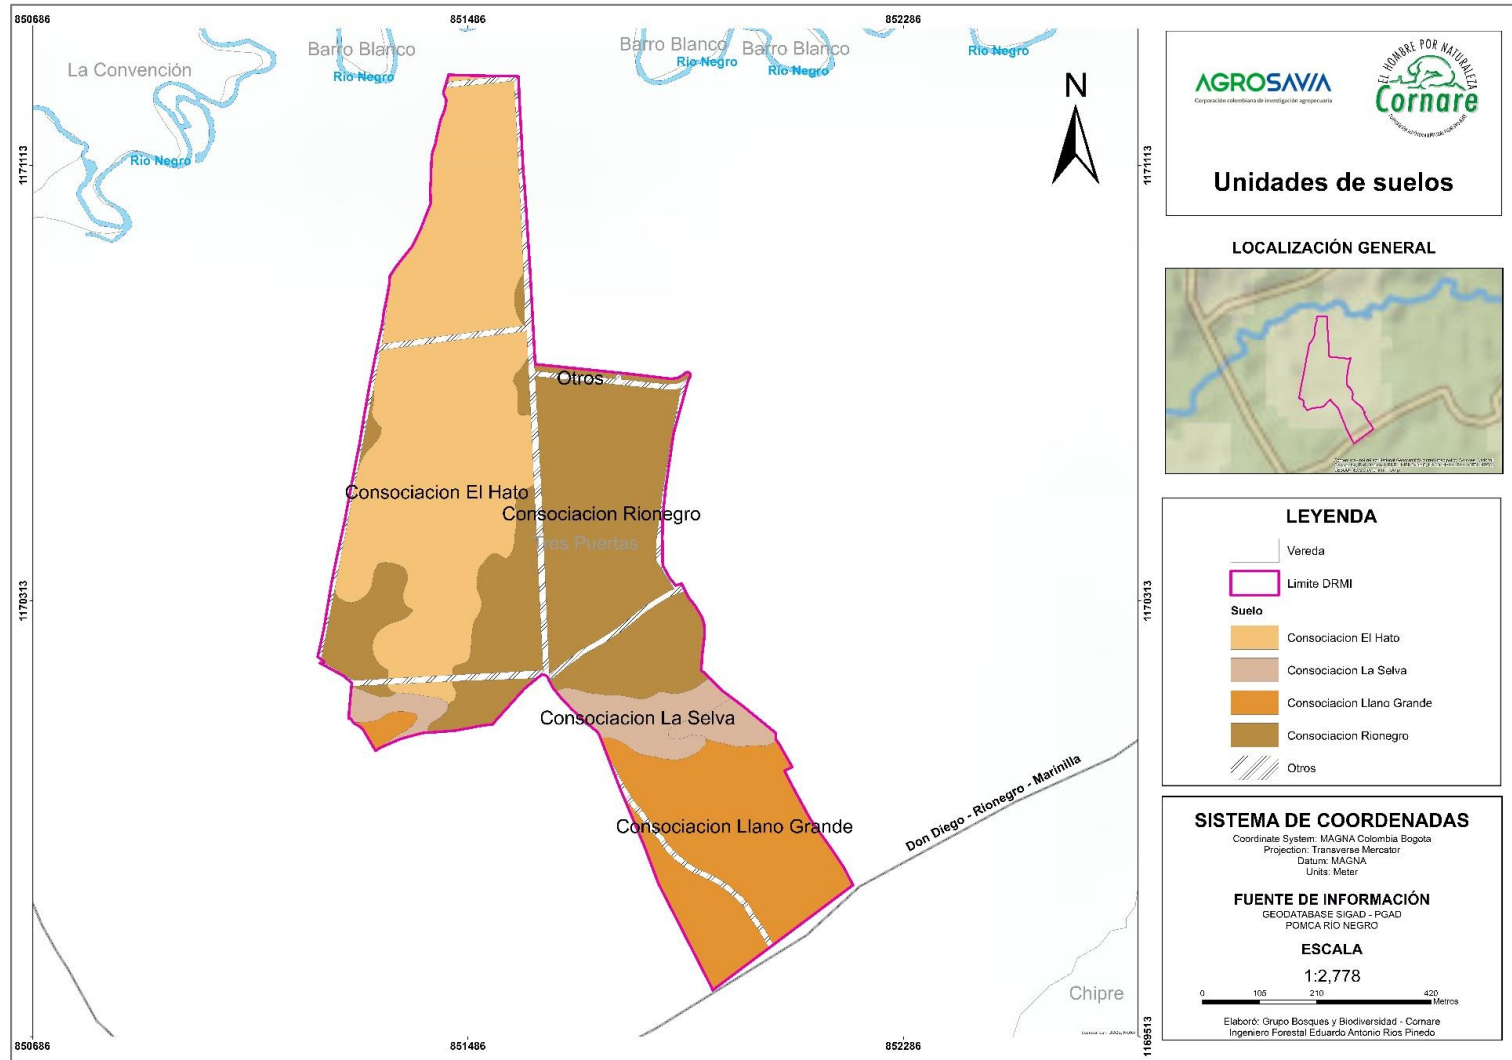 850686
851486
852286
La Convención
Barro Blanco
Río Negro
Barro Blanco
Río Negro
Barro Blanco
Río Negro
Río Negro
Río Negro
N
1171113
1171113
Otros
Consociacion El Hato
Consociacion Rionegro
Tres Puertas
1170313
1170313
Consociacion La Selva
Consociacion Llano Grande
Don Diego - Rionegro - Marinilla
Chipre
1169513
850686
851486
852286
AGROSAVIA
Corporación colombiana de investigación agropecuaria
EL HOMBRE POR NATURALEZA
Cornare
Unidades de suelos
LOCALIZACIÓN GENERAL
LEYENDA
Vereda
Limite DRMI
Suelo
Consociacion El Hato
Consociacion La Selva
Consociacion Llano Grande
Consociacion Rionegro
Otros
SISTEMA DE COORDENADAS
Coordinate System: MAGNA Colombia Bogota
Projection: Transverse Mercator
Datum: MAGNA
Units: Meter
FUENTE DE INFORMACIÓN
GEODATABASE SIGAD - PGAD
POMCA RÍO NEGRO
ESCALA
1:2,778
0 105 210 420
Metros
Elaboró: Grupo Bosques y Biodiversidad - Cornare
Ingeniero Forestal Eduardo Antonio Rios Pinedo